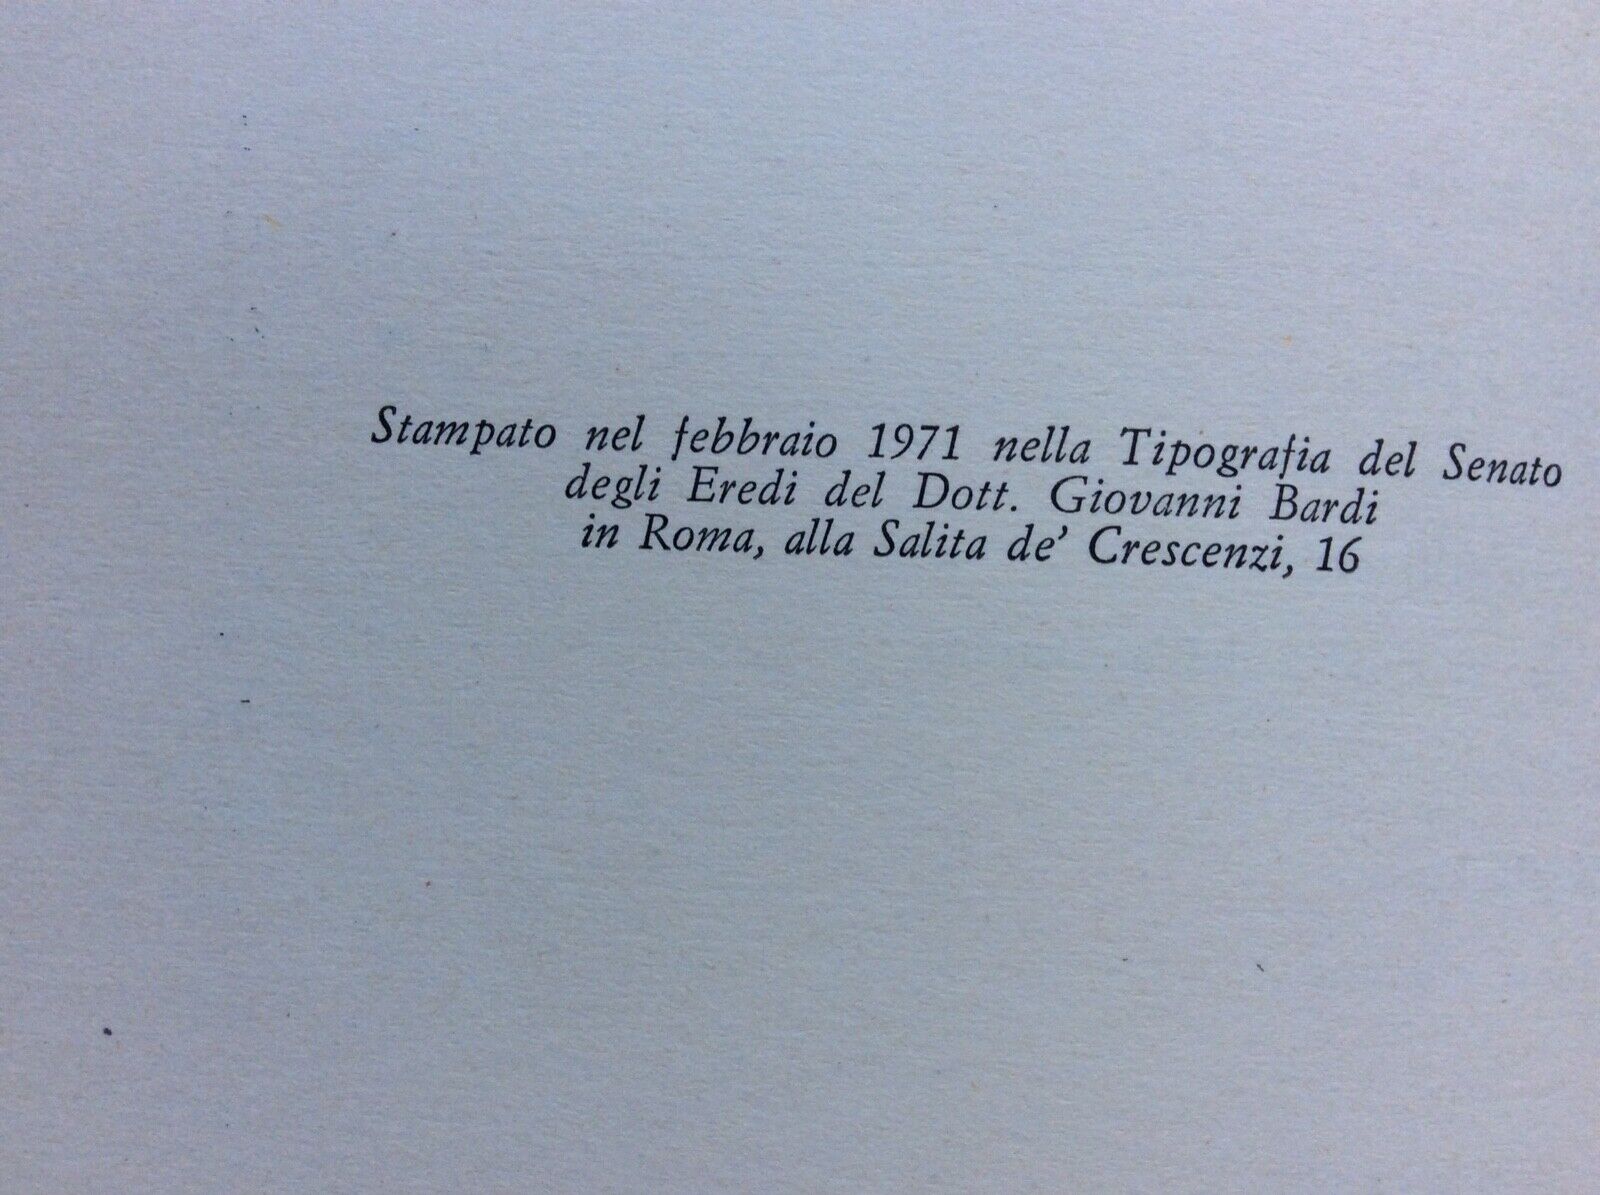 Stampato nel febbraio 1971 nella Tipografia del Senato
degli Eredi del Dott. Giovanni Bardi
in Roma, alla Salita de' Crescenzi, 16